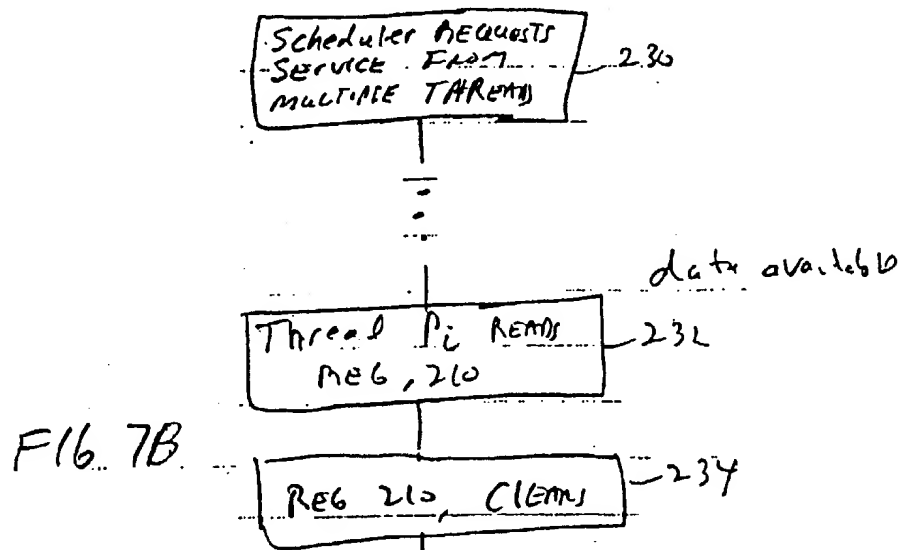 Scheduler REQUESTS
SERVICE FROM
MULTIPLE THREADS
230
data available
Thread Pi READS
REG, 210
232
FIG. 7B
REG 210, CLEARS
234